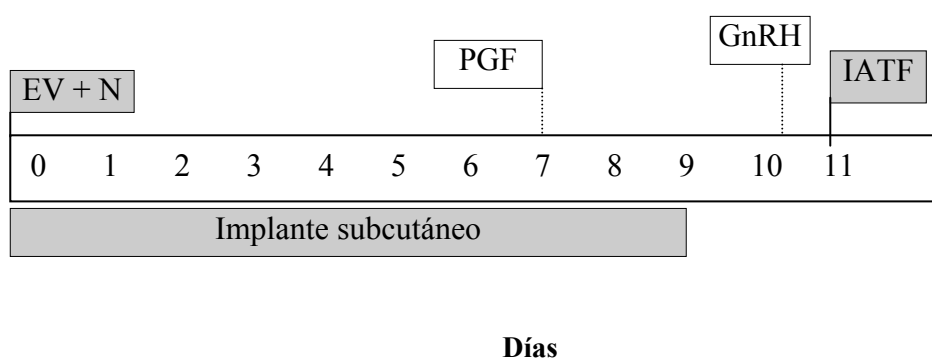 GnRH
PGF
IATF
EV + N
0 1 2 3 4 5 6 7 8 9 10 11
Implante subcutáneo
Días